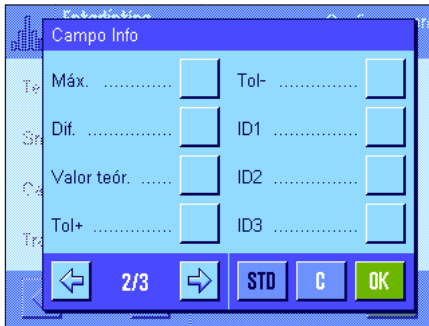 Campo Info
Máx. ............
Dif. ...............
Valor teór. ......
Tol+ ..............
Tol- ...............
ID1 ................
ID2 ................
ID3 ................
2/3
STD
C
OK